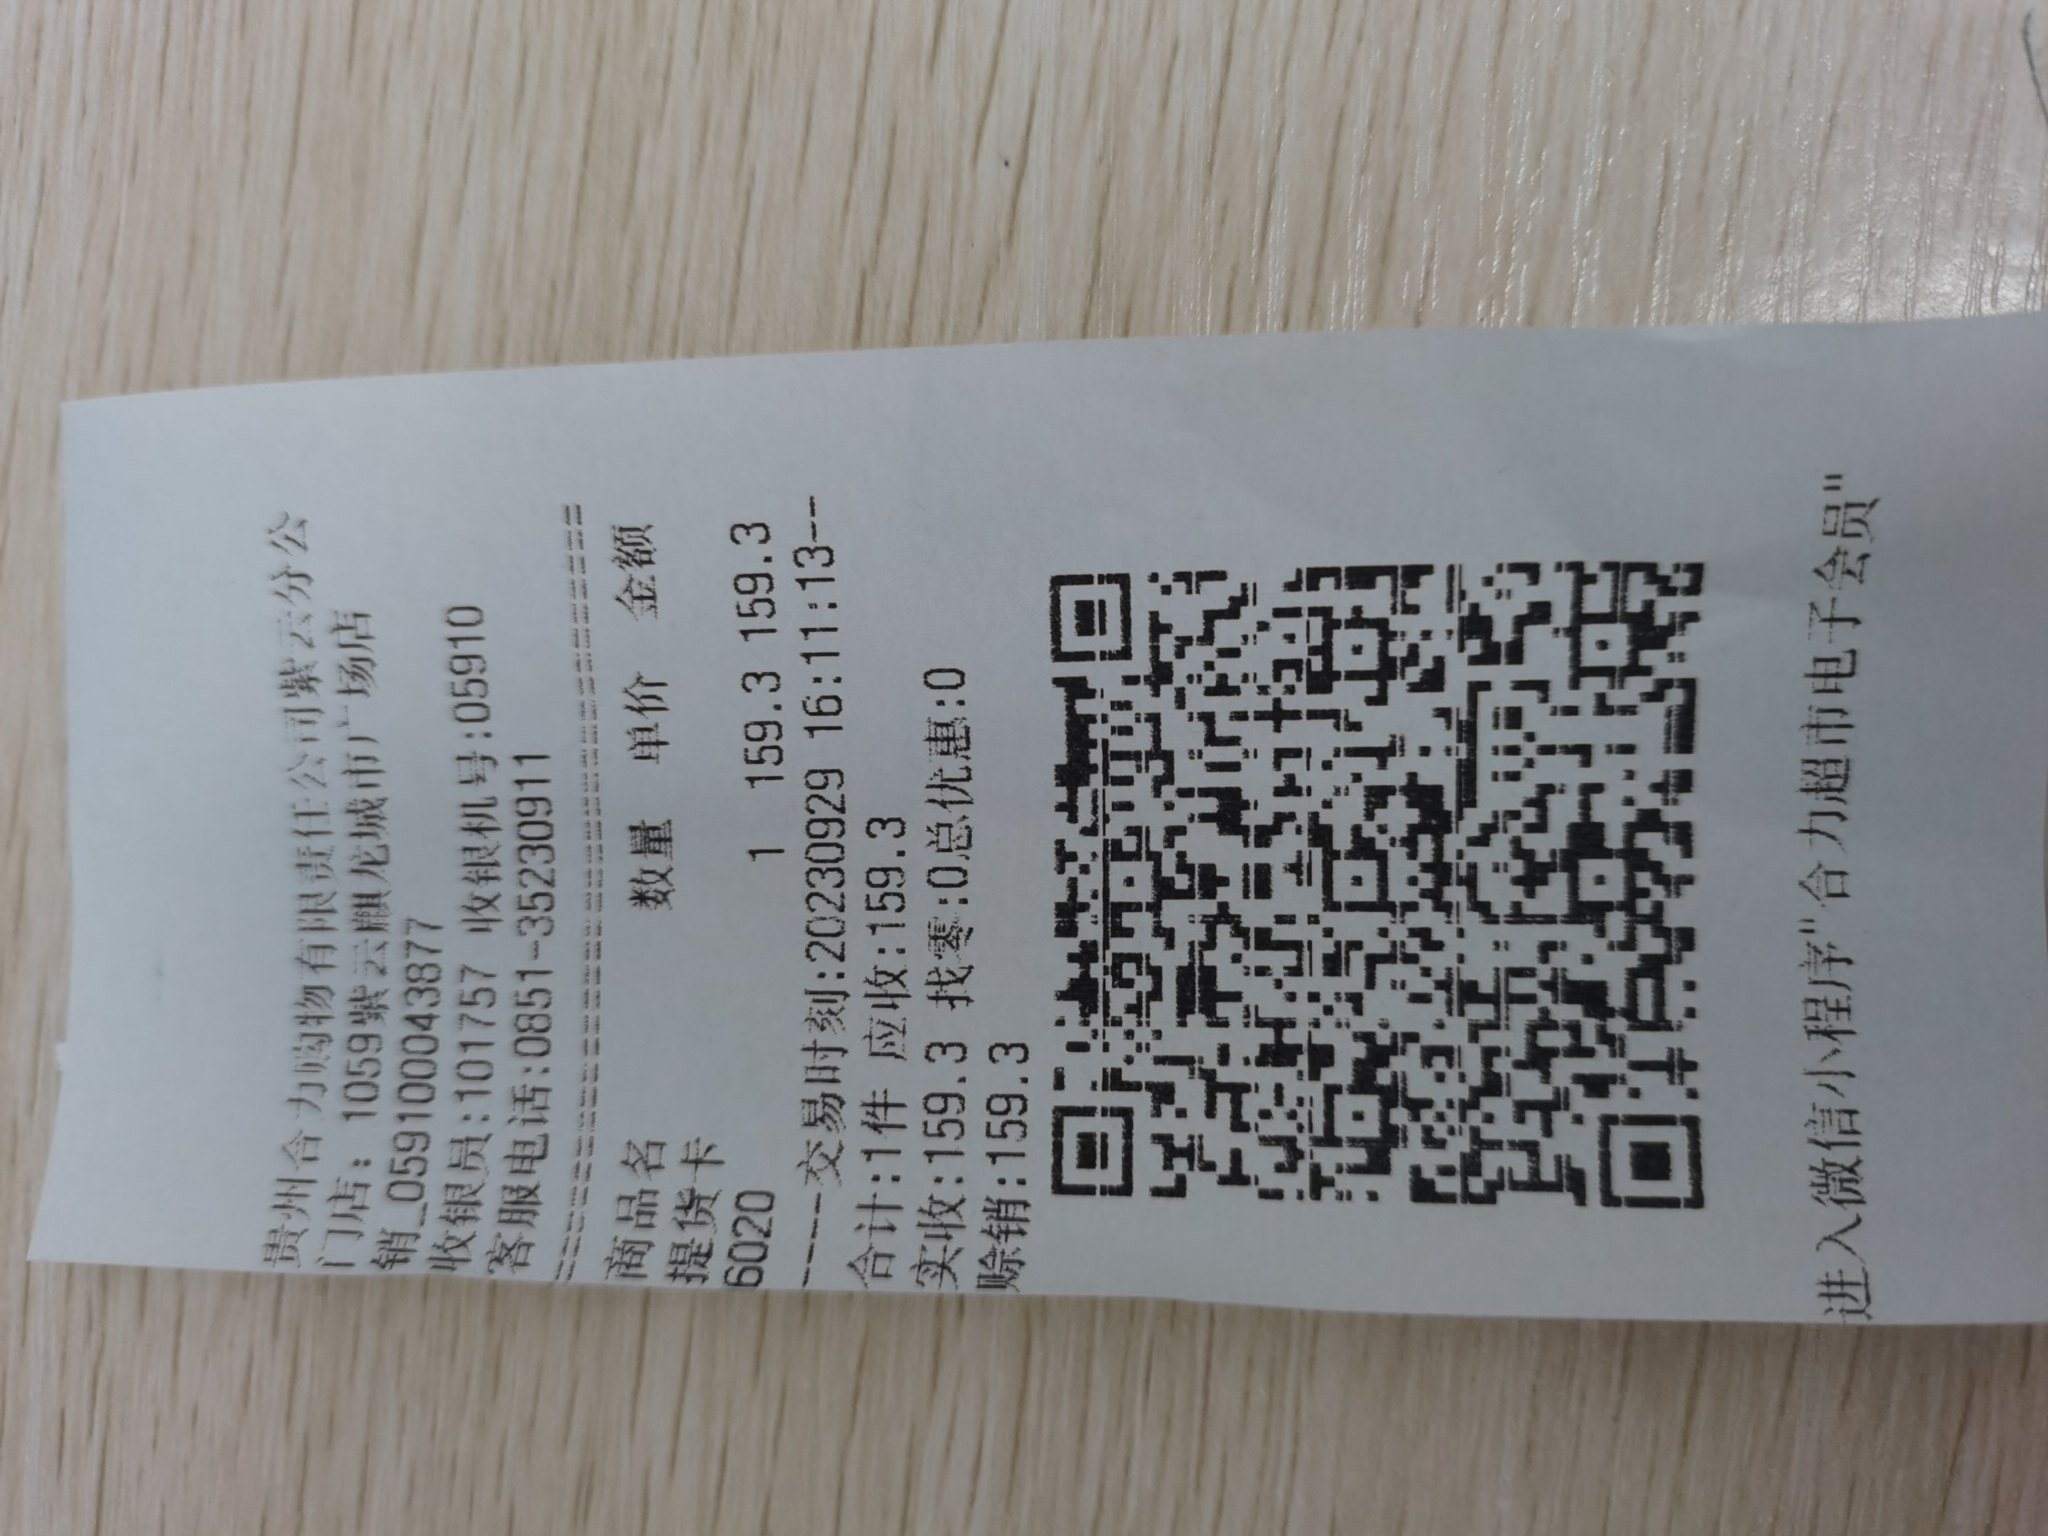 贵州合力购物有限责任公司紫云分公
门店: 1059紫云麒龙城市广场店
销_059100043877
收银员:101757 收银机号:05910
客服电话:0851-35230911
================================
商品名 数量 单价 金额
提货卡
6020 1 159.3 159.3
----交易时刻:20230929 16:11:13---
合计:1件 应收:159.3
实收:159.3 找零:0总优惠:0
赊销:159.3
进入微信小程序"合力超市电子会员"